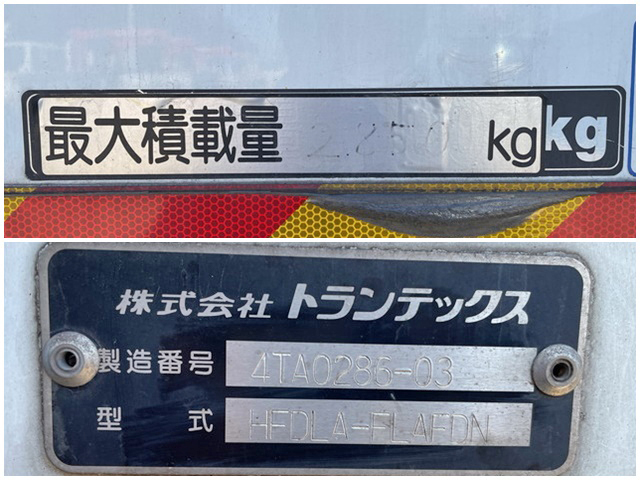 最大積載量 2,250 kg kg
株式会社 トランテックス
製造番号 4TA0286-03
型式 HFDLA-FLAFDN